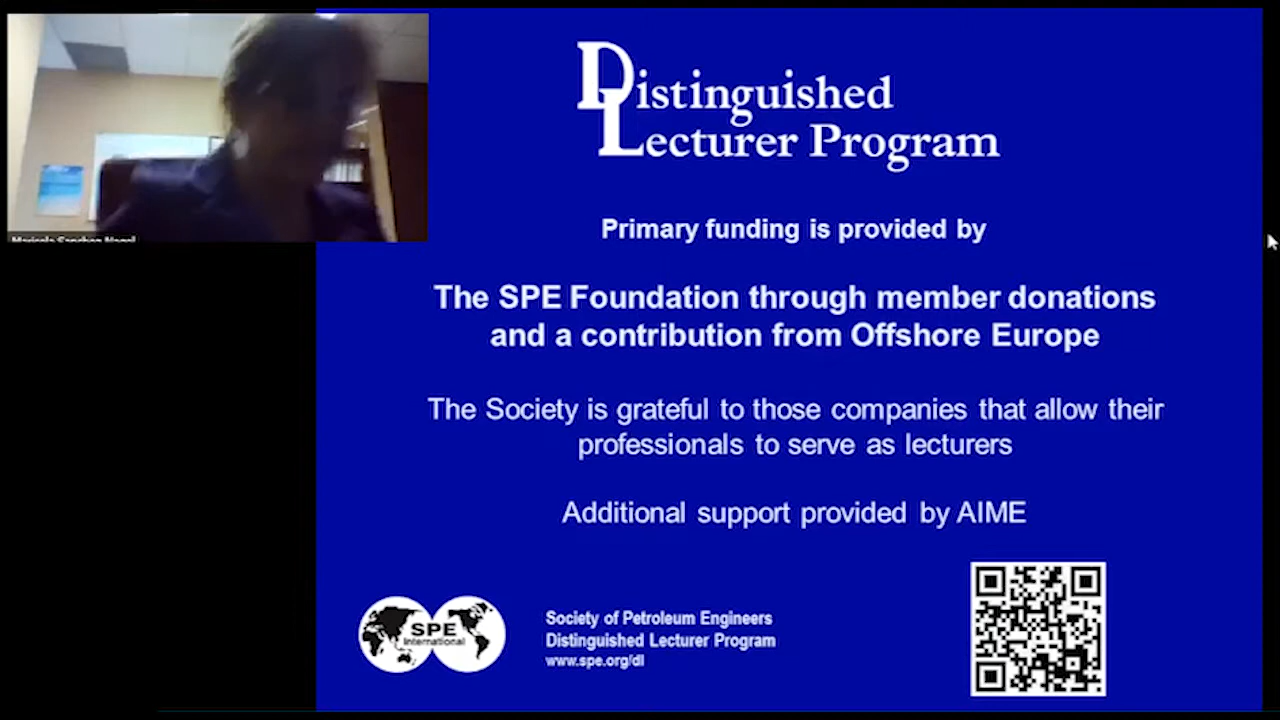 Distinguished
Lecturer Program
Primary funding is provided by
The SPE Foundation through member donations
and a contribution from Offshore Europe
The Society is grateful to those companies that allow their
professionals to serve as lecturers
Additional support provided by AIME
SPE
International
Society of Petroleum Engineers
Distinguished Lecturer Program
www.spe.org/dl